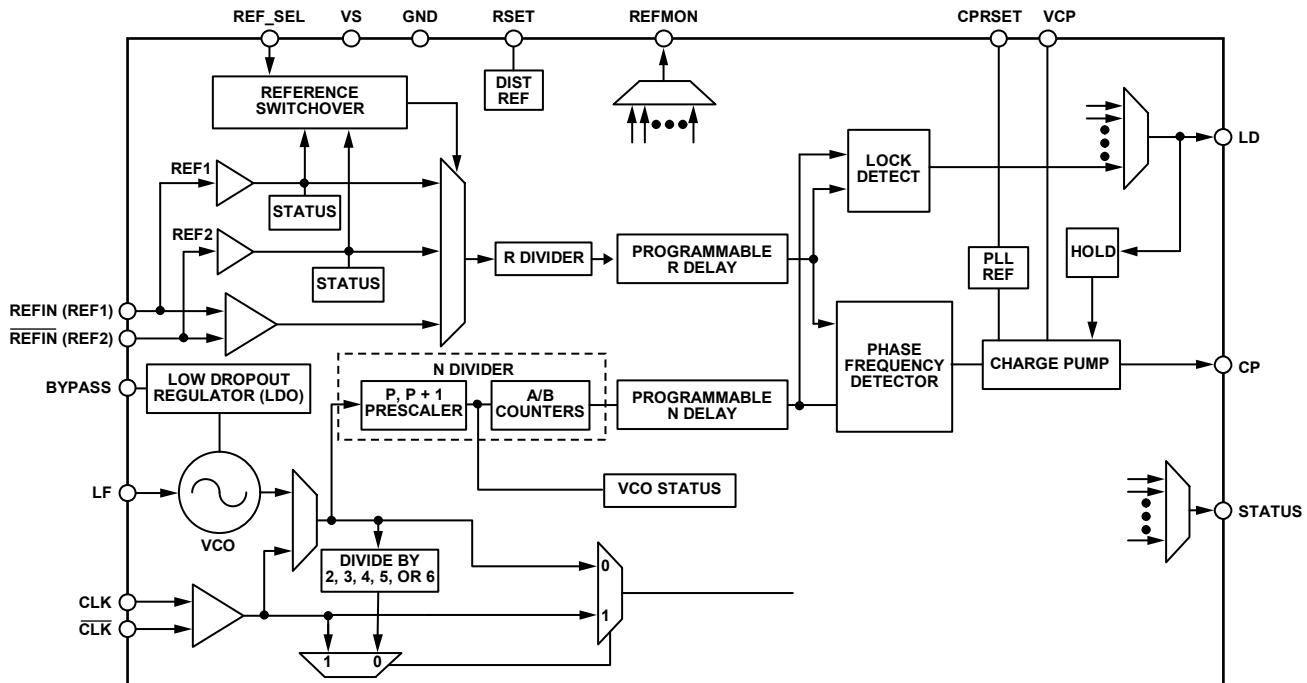 REF_SEL
VS
GND
RSET
REFMON
CPRSET
VCP
REFERENCE
SWITCHOVER
DIST
REF
REF1
STATUS
REF2
STATUS
LOCK
DETECT
LD
HOLD
R DIVIDER
PROGRAMMABLE
R DELAY
PLL
REF
REFIN (REF1)
REFIN (REF2)
BYPASS
LOW DROPOUT
REGULATOR (LDO)
N DIVIDER
P, P + 1
PRESCALER
A/B
COUNTERS
PROGRAMMABLE
N DELAY
PHASE
FREQUENCY
DETECTOR
CHARGE PUMP
CP
LF
VCO
VCO STATUS
STATUS
DIVIDE BY
2, 3, 4, 5, OR 6
0
1
CLK
CLK
1 0